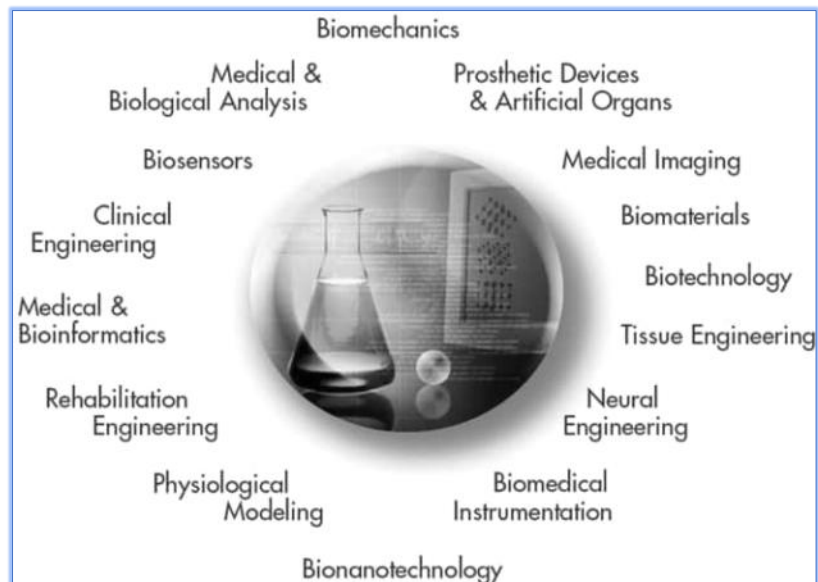 Biomechanics
Medical &
Biological Analysis
Prosthetic Devices
& Artificial Organs
Biosensors
Medical Imaging
Clinical
Engineering
Biomaterials
Biotechnology
Medical &
Bioinformatics
Tissue Engineering
Rehabilitation
Engineering
Neural
Engineering
Physiological
Modeling
Biomedical
Instrumentation
Bionanotechnology